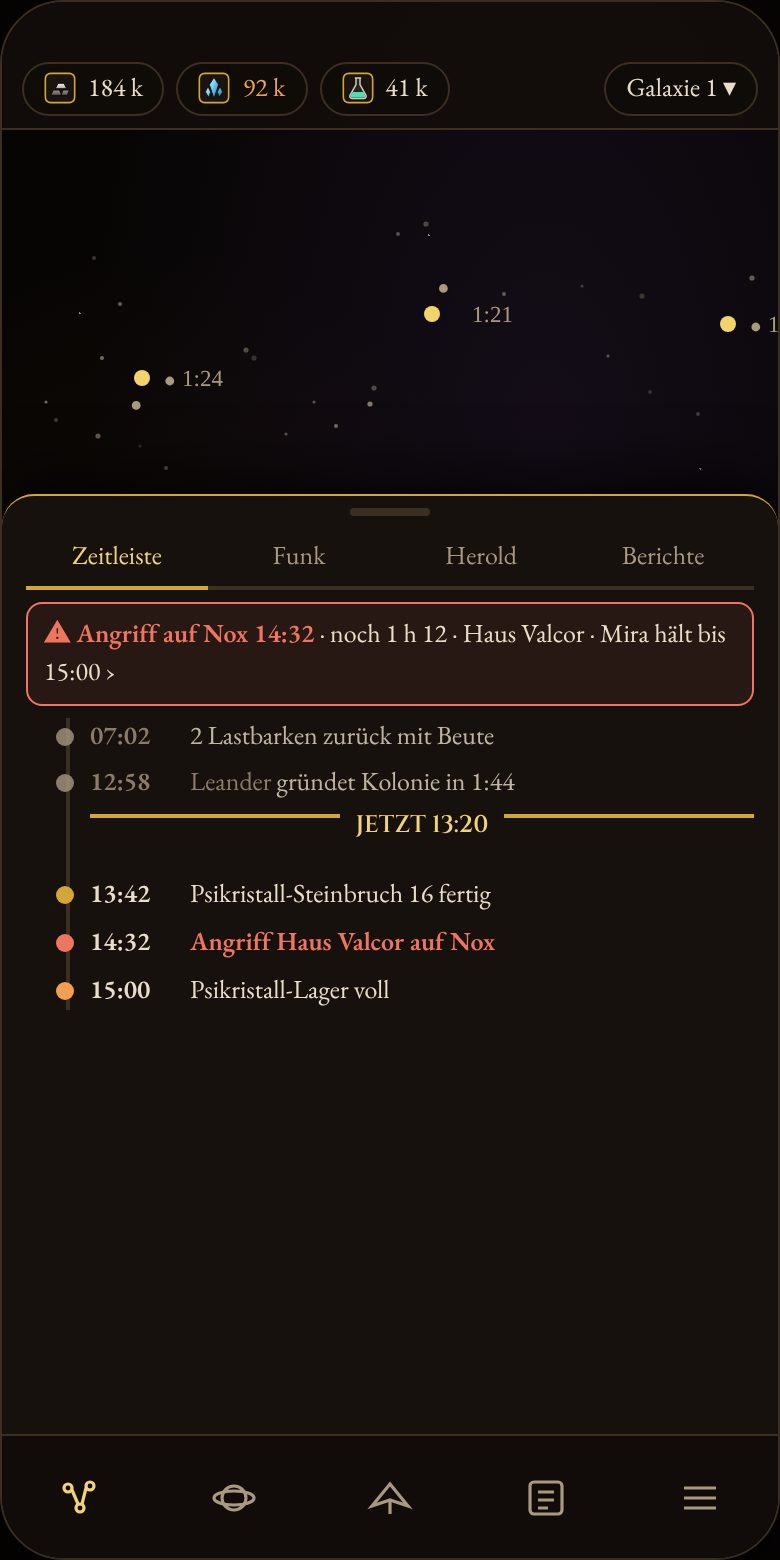 184 k 92 k 41 k Galaxie 1 ▼
1:21
1:24
Zeitleiste Funk Herold Berichte
Angriff auf Nox 14:32 · noch 1 h 12 · Haus Valcor · Mira hält bis
15:00 ›
07:02 2 Lastbarken zurück mit Beute
12:58 Leander gründet Kolonie in 1:44
JETZT 13:20
13:42 Psikristall-Steinbruch 16 fertig
14:32 Angriff Haus Valcor auf Nox
15:00 Psikristall-Lager voll